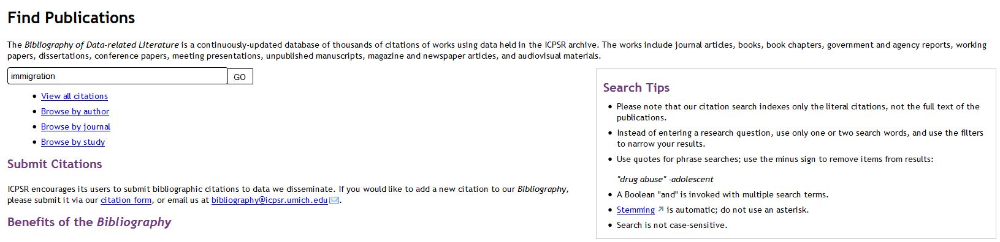 Find Publications
The Bibliography of Data-related Literature is a continuously-updated database of thousands of citations of works using data held in the ICPSR archive. The works include journal articles, books, book chapters, government and agency reports, working
papers, dissertations, conference papers, meeting presentations, unpublished manuscripts, magazine and newspaper articles, and audiovisual materials.
immigration GO
• View all citations
• Browse by author
• Browse by journal
• Browse by study
Submit Citations
ICPSR encourages its users to submit bibliographic citations to data we disseminate. If you would like to add a new citation to our Bibliography,
please submit it via our citation form, or email us at bibliography@icpsr.umich.edu.
Benefits of the Bibliography
Search Tips
• Please note that our citation search indexes only the literal citations, not the full text of the
publications.
• Instead of entering a research question, use only one or two search words, and use the filters
to narrow your results.
• Use quotes for phrase searches; use the minus sign to remove items from results:
"drug abuse" -adolescent
• A Boolean "and" is invoked with multiple search terms.
• Stemming is automatic; do not use an asterisk.
• Search is not case-sensitive.